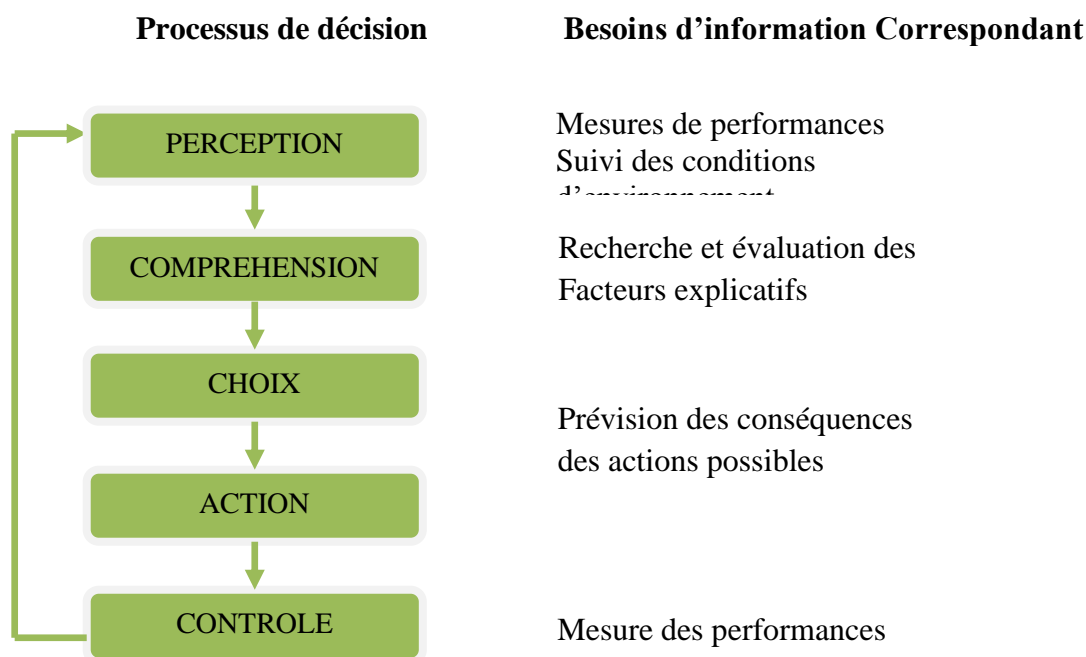 Processus de décision
Besoins d’information Correspondant
PERCEPTION
Mesures de performances
Suivi des conditions
d’environnement
COMPREHENSION
Recherche et évaluation des
Facteurs explicatifs
CHOIX
Prévision des conséquences
des actions possibles
ACTION
CONTROLE
Mesure des performances